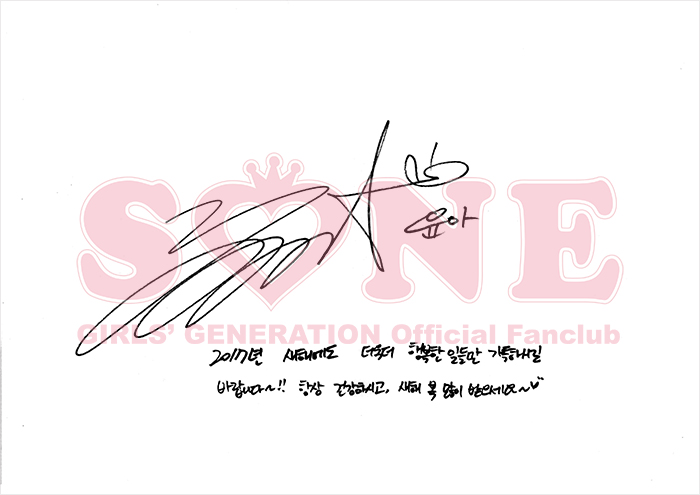 윤아
SONE
GIRLS' GENERATION Official Fanclub
2017년 새해에도 더욱더 행복한 일들만 가득하시길
바랍니다~!! 항상 건강하시고, 새해 복 많이 받으세요~♡